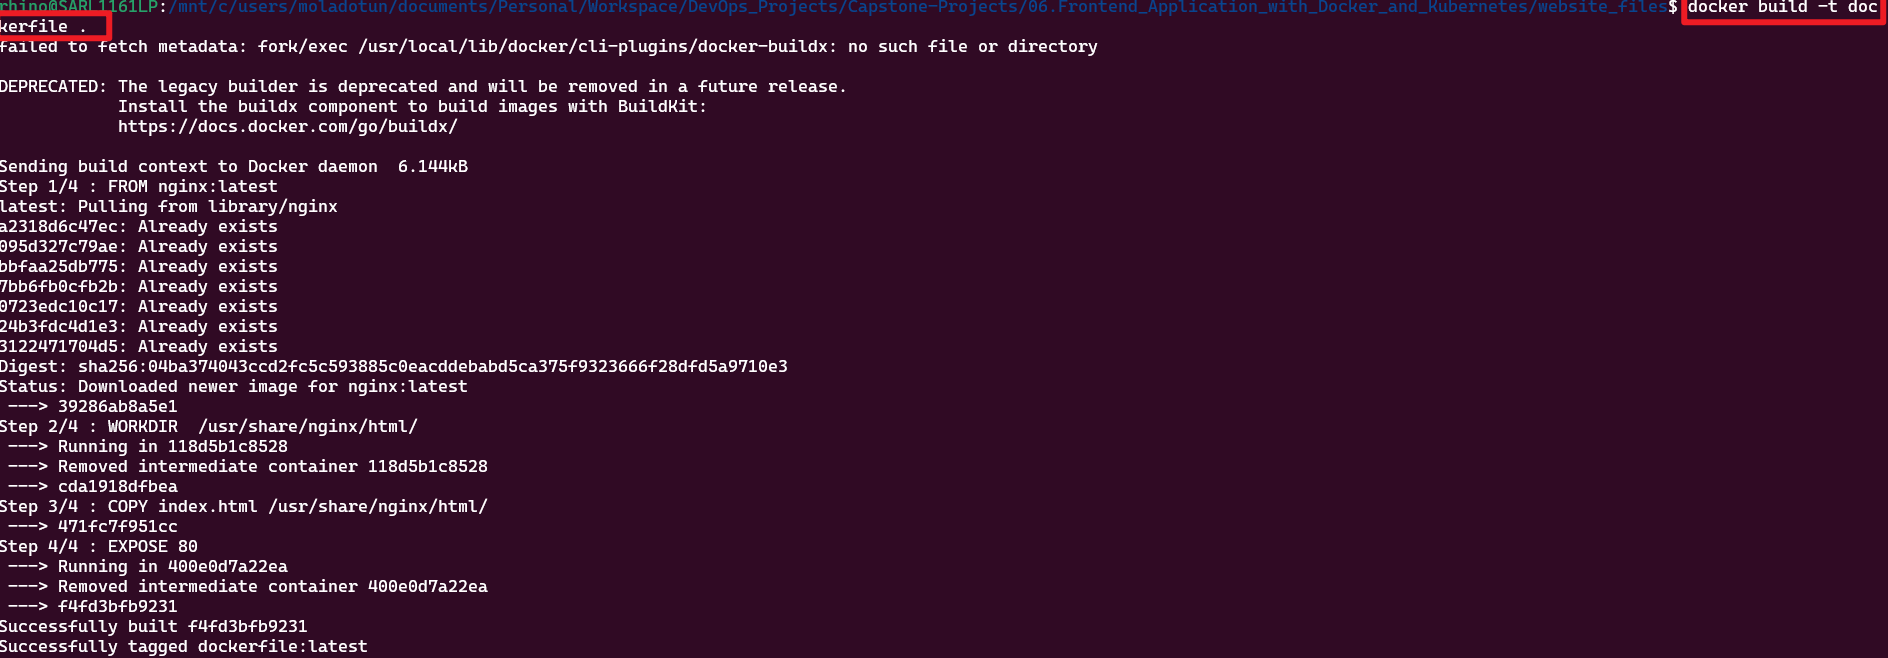 rhino@SARL1161LP:/mnt/c/users/moladotun/documents/Personal/Workspace/DevOps_Projects/Capstone-Projects/06.Frontend_Application_with_Docker_and_Kubernetes/website_files$ docker build -t doc
kerfile .
failed to fetch metadata: fork/exec /usr/local/lib/docker/cli-plugins/docker-buildx: no such file or directory
DEPRECATED: The legacy builder is deprecated and will be removed in a future release.
Install the buildx component to build images with BuildKit:
https://docs.docker.com/go/buildx/
Sending build context to Docker daemon  6.144kB
Step 1/4 : FROM nginx:latest
latest: Pulling from library/nginx
a2318d6c47ec: Already exists
095d327c79ae: Already exists
bbfaa25db775: Already exists
7bb6fb0cfb2b: Already exists
0723edc10c17: Already exists
24b3fdc4d1e3: Already exists
3122471704d5: Already exists
Digest: sha256:04ba374043ccd2fc5c593885c0eacddebabd5ca375f9323666f28dfd5a9710e3
Status: Downloaded newer image for nginx:latest
---> 39286ab8a5e1
Step 2/4 : WORKDIR  /usr/share/nginx/html/
---> Running in 118d5b1c8528
---> Removed intermediate container 118d5b1c8528
---> cda1918dfbea
Step 3/4 : COPY index.html /usr/share/nginx/html/
---> 471fc7f951cc
Step 4/4 : EXPOSE 80
---> Running in 400e0d7a22ea
---> Removed intermediate container 400e0d7a22ea
---> f4fd3bfb9231
Successfully built f4fd3bfb9231
Successfully tagged dockerfile:latest